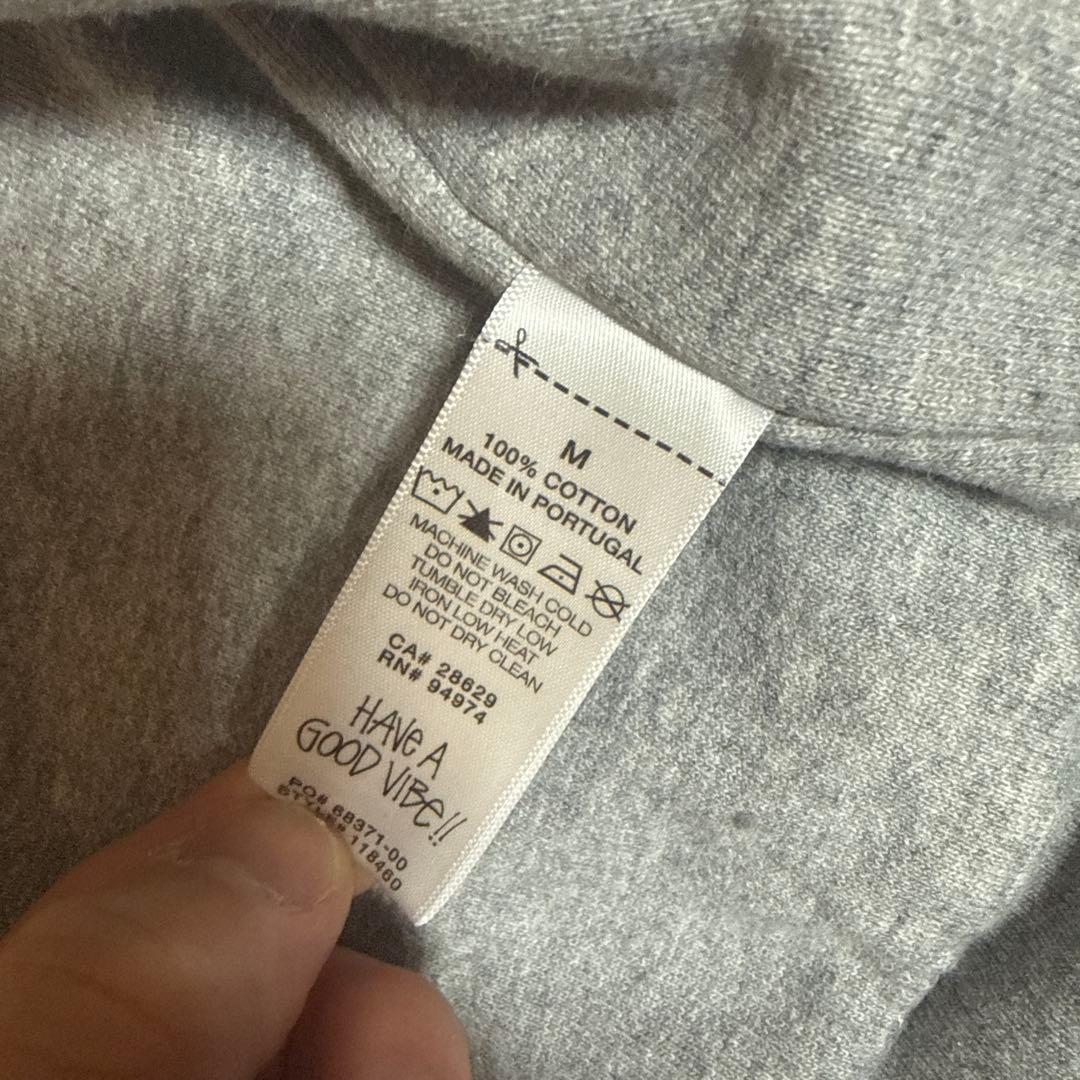 M
100% COTTON
MADE IN PORTUGAL
MACHINE WASH COLD
DO NOT BLEACH
TUMBLE DRY LOW
IRON LOW HEAT
DO NOT DRY CLEAN
CA# 28629
RN# 94974
HAVE A
GOOD VIBE!!
PO# 68371-00
STYLE# 118460